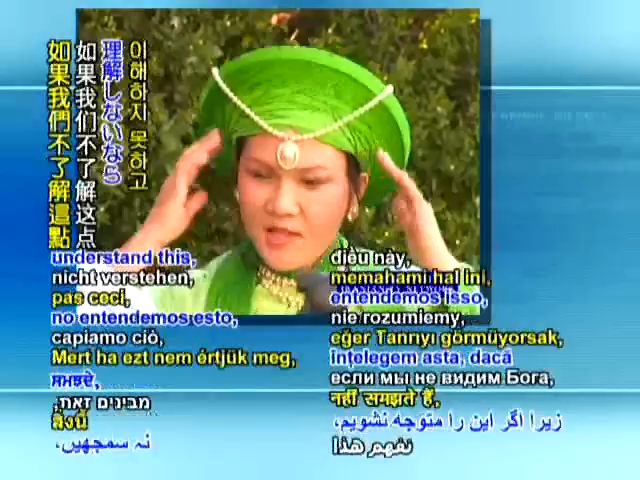 如果我們不了解這點
如果我们不了解这点
理解しないなら
이해하지 못하고
understand this,
nicht verstehen,
pas ceci,
no entendemos esto,
capiamo ciò,
Mert ha ezt nem értjük meg,
ਸਮਝਦੇ,
מבינים זאת,
สิ่งนี้
نہ سمجھیں،
điều này,
memahami hal ini,
entendemos isso,
nie rozumiemy,
eğer Tanrıyı görmüyorsak,
înţelegem asta, dacă
если мы не видим Бога,
नहीं समझते हैं,
زیرا اگر این را متوجه نشویم،
نفهم هذا